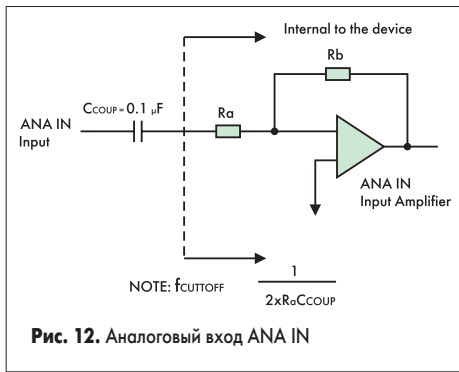 Internal to the device
Rb
CCOUP = 0.1 µF
Ra
ANA IN
Input
ANA IN
Input Amplifier
NOTE: fCUTTOFF
1
2xRaCCOUP
Рис. 12. Аналоговый вход ANA IN